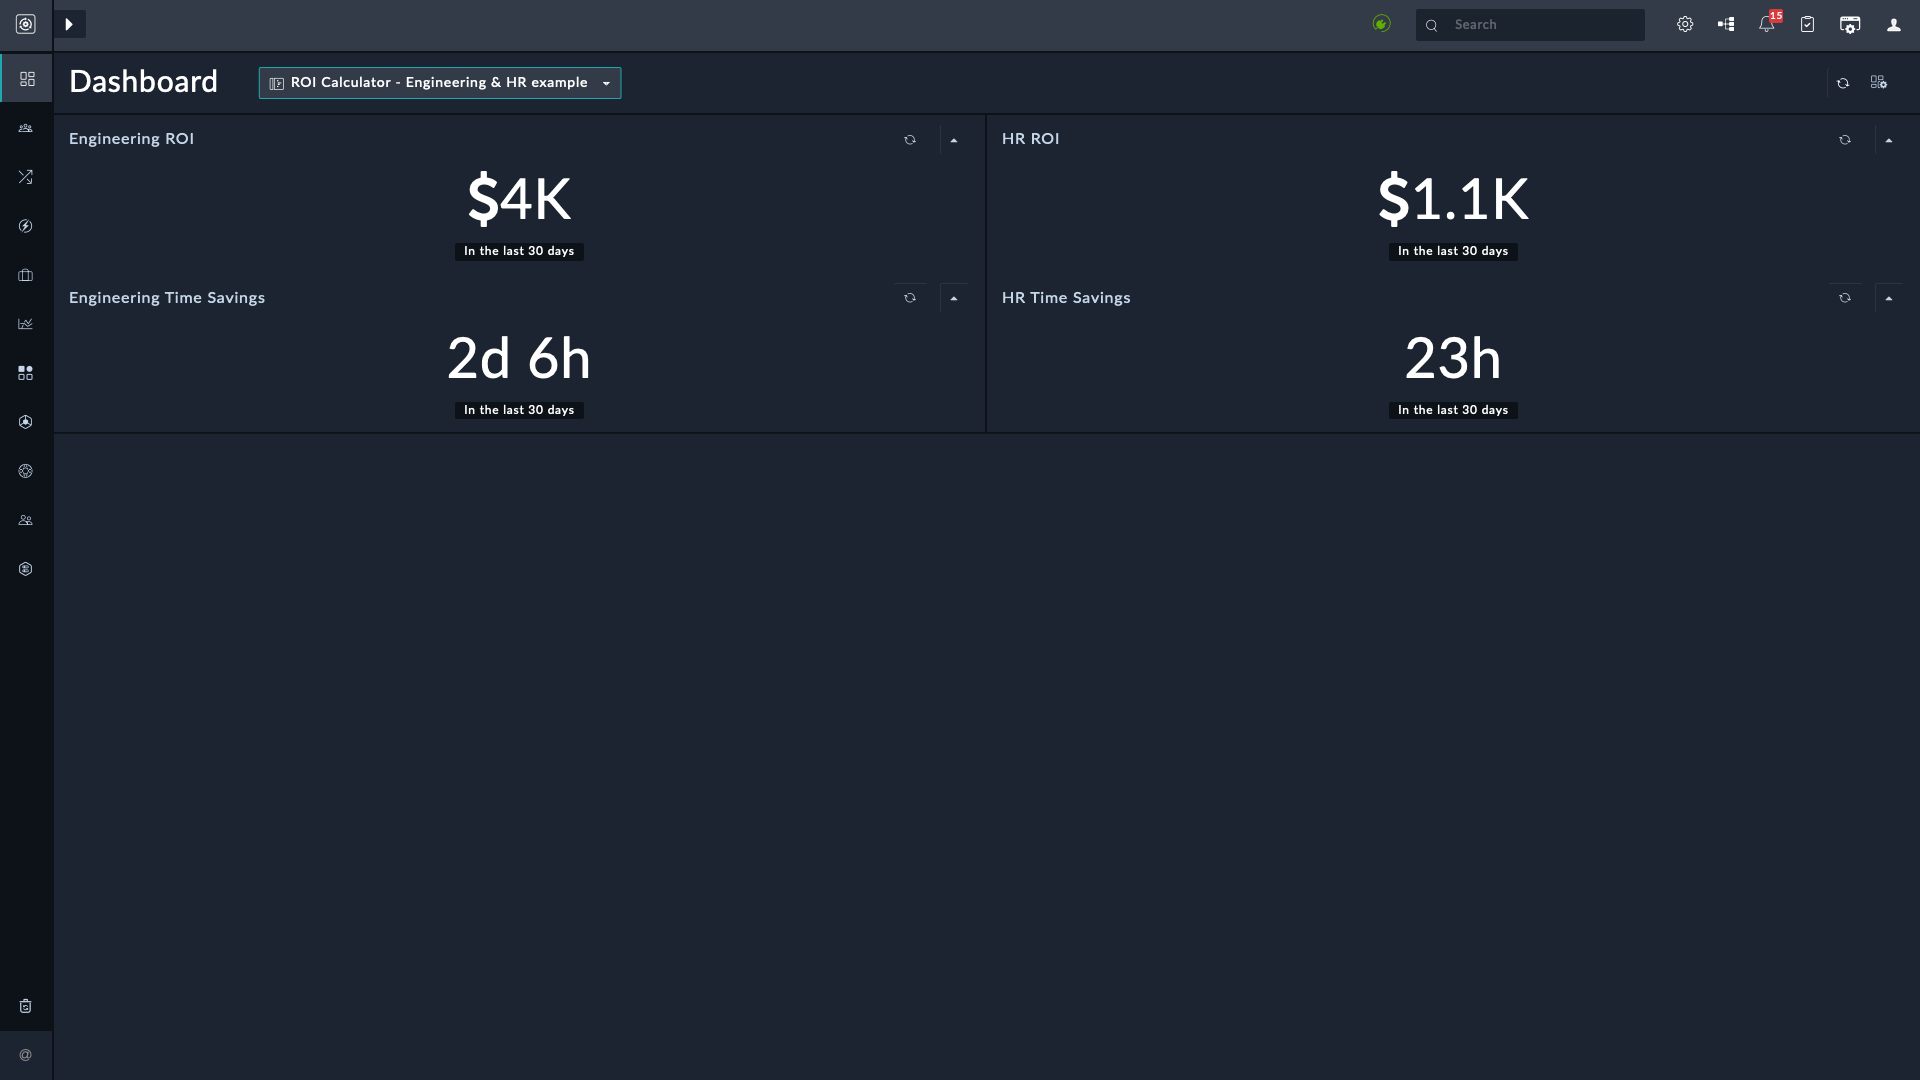 Search
15
Dashboard
ROI Calculator - Engineering & HR example
Engineering ROI
$4K
In the last 30 days
HR ROI
$1.1K
In the last 30 days
Engineering Time Savings
2d 6h
In the last 30 days
HR Time Savings
23h
In the last 30 days
@